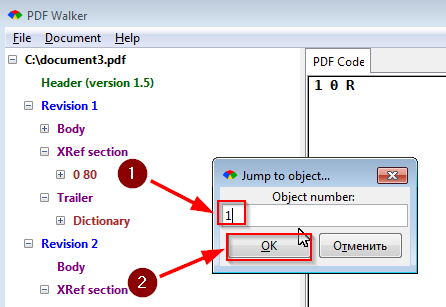 PDF Walker
File Document Help
C:\document3.pdf
Header (version 1.5)
Revision 1
Body
XRef section
0 80
Trailer
Dictionary
Revision 2
Body
XRef section
PDF Code
1 0 R
1
2
Jump to object...
Object number:
1
OK
Отменить